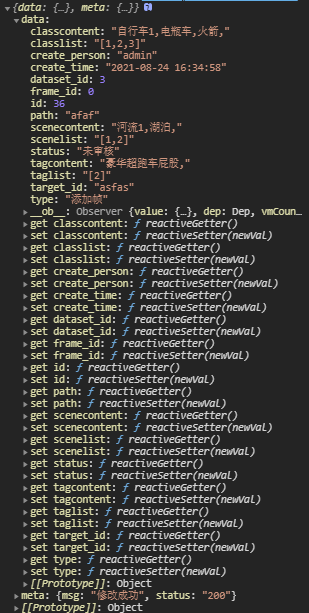 {data: {…}, meta: {…}} i
data:
classcontent: "自行车1,电瓶车,火箭,"
classlist: "[1,2,3]"
create_person: "admin"
create_time: "2021-08-24 16:34:58"
dataset_id: 3
frame_id: 0
id: 36
path: "afaf"
scenecontent: "河流1,湖泊,"
scenelist: "[1,2]"
status: "未审核"
tagcontent: "豪华超跑车屁股,"
taglist: "[2]"
target_id: "asfas"
type: "添加帧"
__ob__: Observer {value: {…}, dep: Dep, vmCoun…
get classcontent: ƒ reactiveGetter()
set classcontent: ƒ reactiveSetter(newVal)
get classlist: ƒ reactiveGetter()
set classlist: ƒ reactiveSetter(newVal)
get create_person: ƒ reactiveGetter()
set create_person: ƒ reactiveSetter(newVal)
get create_time: ƒ reactiveGetter()
set create_time: ƒ reactiveSetter(newVal)
get dataset_id: ƒ reactiveGetter()
set dataset_id: ƒ reactiveSetter(newVal)
get frame_id: ƒ reactiveGetter()
set frame_id: ƒ reactiveSetter(newVal)
get id: ƒ reactiveGetter()
set id: ƒ reactiveSetter(newVal)
get path: ƒ reactiveGetter()
set path: ƒ reactiveSetter(newVal)
get scenecontent: ƒ reactiveGetter()
set scenecontent: ƒ reactiveSetter(newVal)
get scenelist: ƒ reactiveGetter()
set scenelist: ƒ reactiveSetter(newVal)
get status: ƒ reactiveGetter()
set status: ƒ reactiveSetter(newVal)
get tagcontent: ƒ reactiveGetter()
set tagcontent: ƒ reactiveSetter(newVal)
get taglist: ƒ reactiveGetter()
set taglist: ƒ reactiveSetter(newVal)
get target_id: ƒ reactiveGetter()
set target_id: ƒ reactiveSetter(newVal)
get type: ƒ reactiveGetter()
set type: ƒ reactiveSetter(newVal)
[[Prototype]]: Object
meta: {msg: "修改成功", status: "200"}
[[Prototype]]: Object